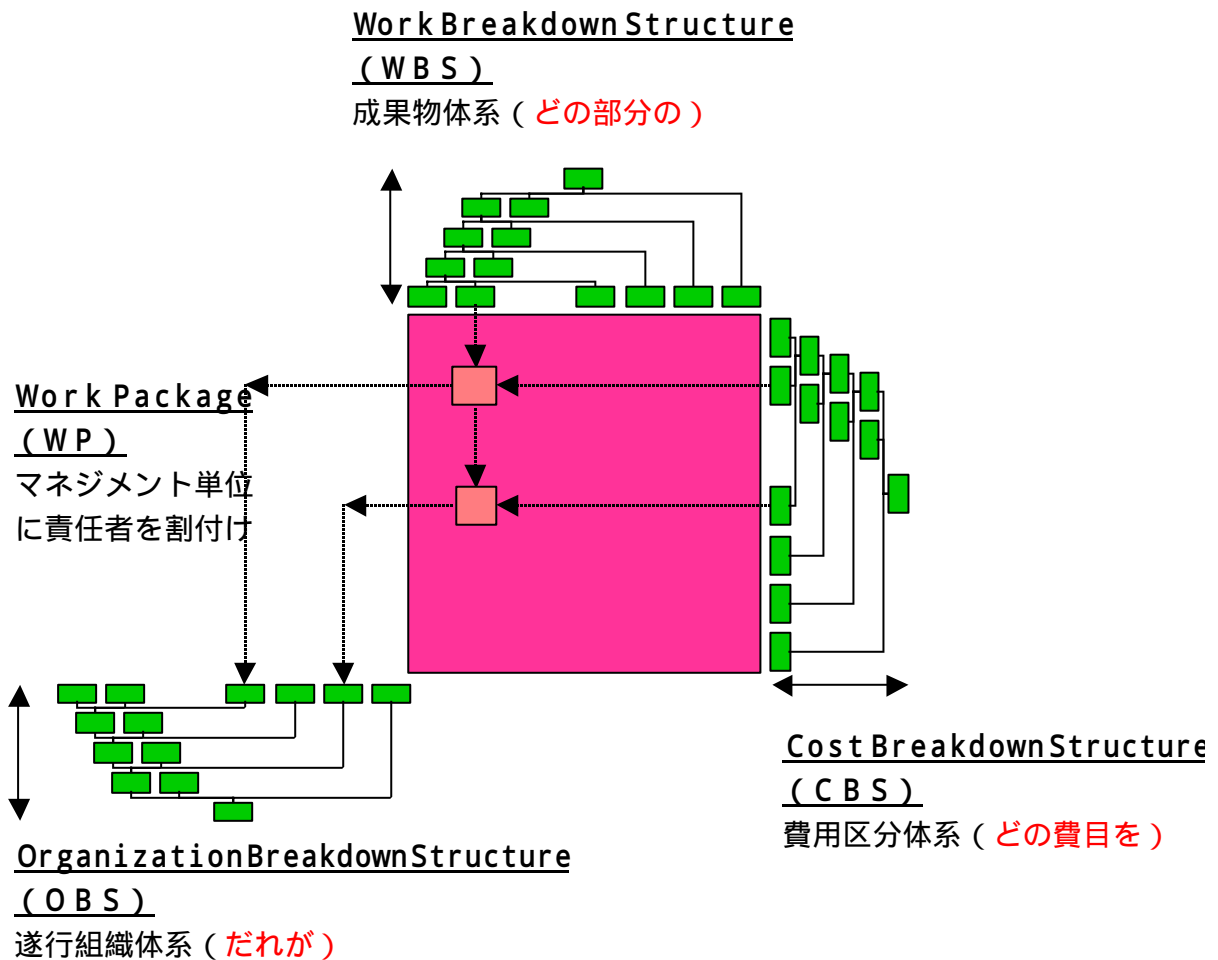 Work Breakdown Structure
（ＷＢＳ）
成果物体系（どの部分の）
Work Package
（ＷＰ）
マネジメント単位
に責任者を割付け
Cost Breakdown Structure
（ＣＢＳ）
費用区分体系（どの費目を）
Organization Breakdown Structure
（ＯＢＳ）
遂行組織体系（だれが）